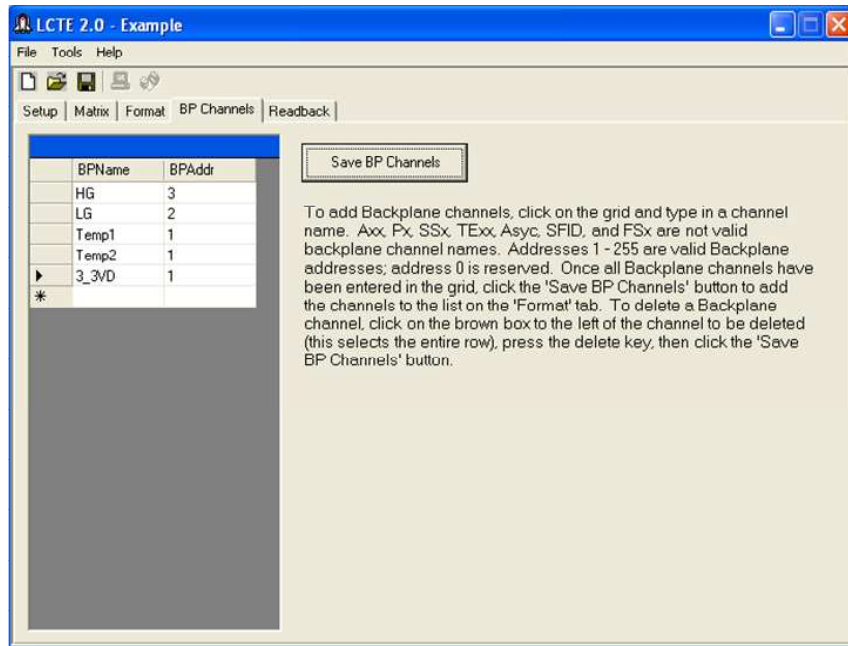 LCTE 2.0 - Example
File Tools Help
Setup Matrix Format BP Channels Readback
BPName BPAddr
HG 3
LG 2
Temp1 1
Temp2 1
3_3VD 1
Save BP Channels
To add Backplane channels, click on the grid and type in a channel
name. Axx, Px, SSx, TExx, Asyc, SFID, and FSx are not valid
backplane channel names. Addresses 1 - 255 are valid Backplane
addresses; address 0 is reserved. Once all Backplane channels have
been entered in the grid, click the 'Save BP Channels' button to add
the channels to the list on the 'Format' tab. To delete a Backplane
channel, click on the brown box to the left of the channel to be deleted
(this selects the entire row), press the delete key, then click the 'Save
BP Channels' button.